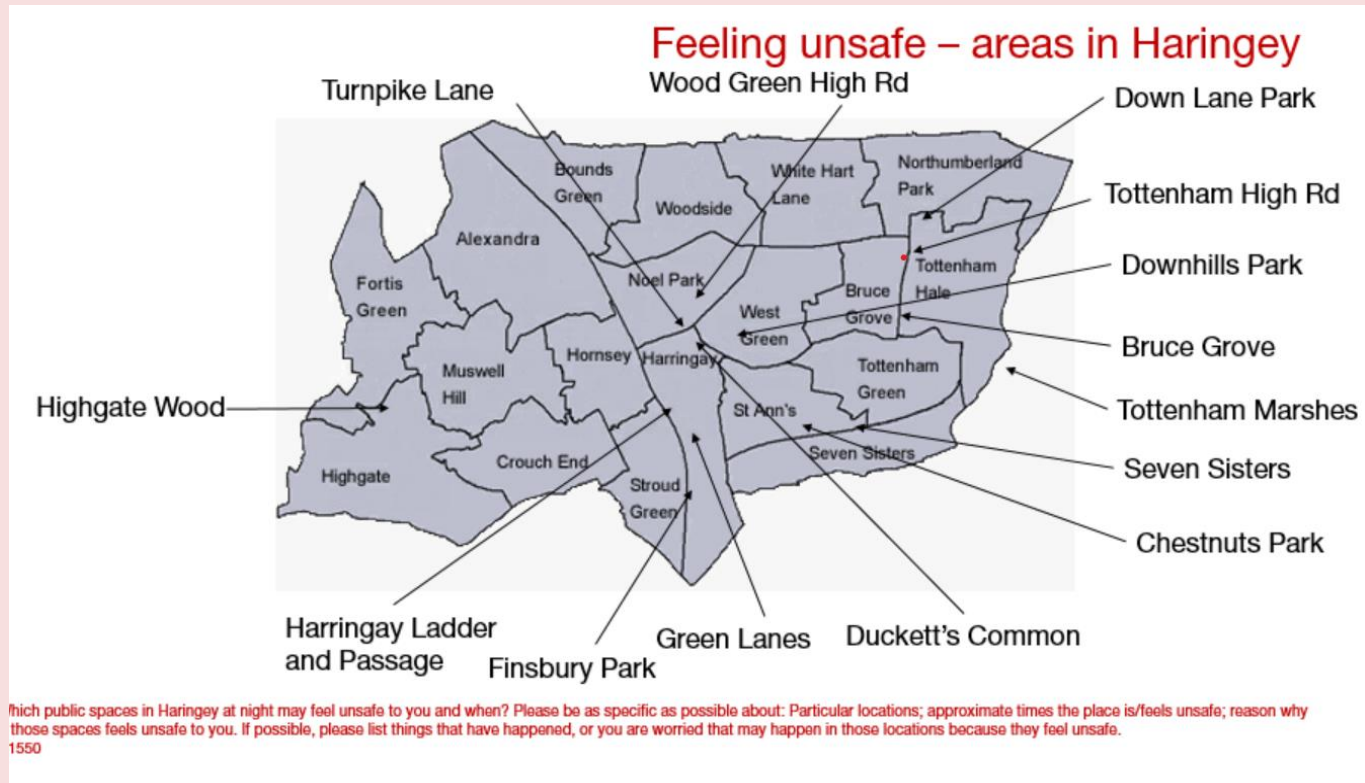 Feeling unsafe – areas in Haringey
Turnpike Lane
Wood Green High Rd
Down Lane Park
Tottenham High Rd
Downhills Park
Bruce Grove
Tottenham Marshes
Seven Sisters
Chestnuts Park
Highgate Wood
Bounds
Green
Woodside
White Hart
Lane
Northumberland
Park
Alexandra
Fortis
Green
Noel Park
West
Green
Bruce
Grove
Tottenham
Hale
Muswell
Hill
Hornsey
Harringay
Tottenham
Green
St Ann's
Seven Sisters
Highgate
Crouch End
Stroud
Green
Harringay Ladder
and Passage
Finsbury Park
Green Lanes
Duckett's Common
hich public spaces in Haringey at night may feel unsafe to you and when? Please be as specific as possible about: Particular locations; approximate times the place is/feels unsafe; reason why
those spaces feels unsafe to you. If possible, please list things that have happened, or you are worried that may happen in those locations because they feel unsafe.
1550